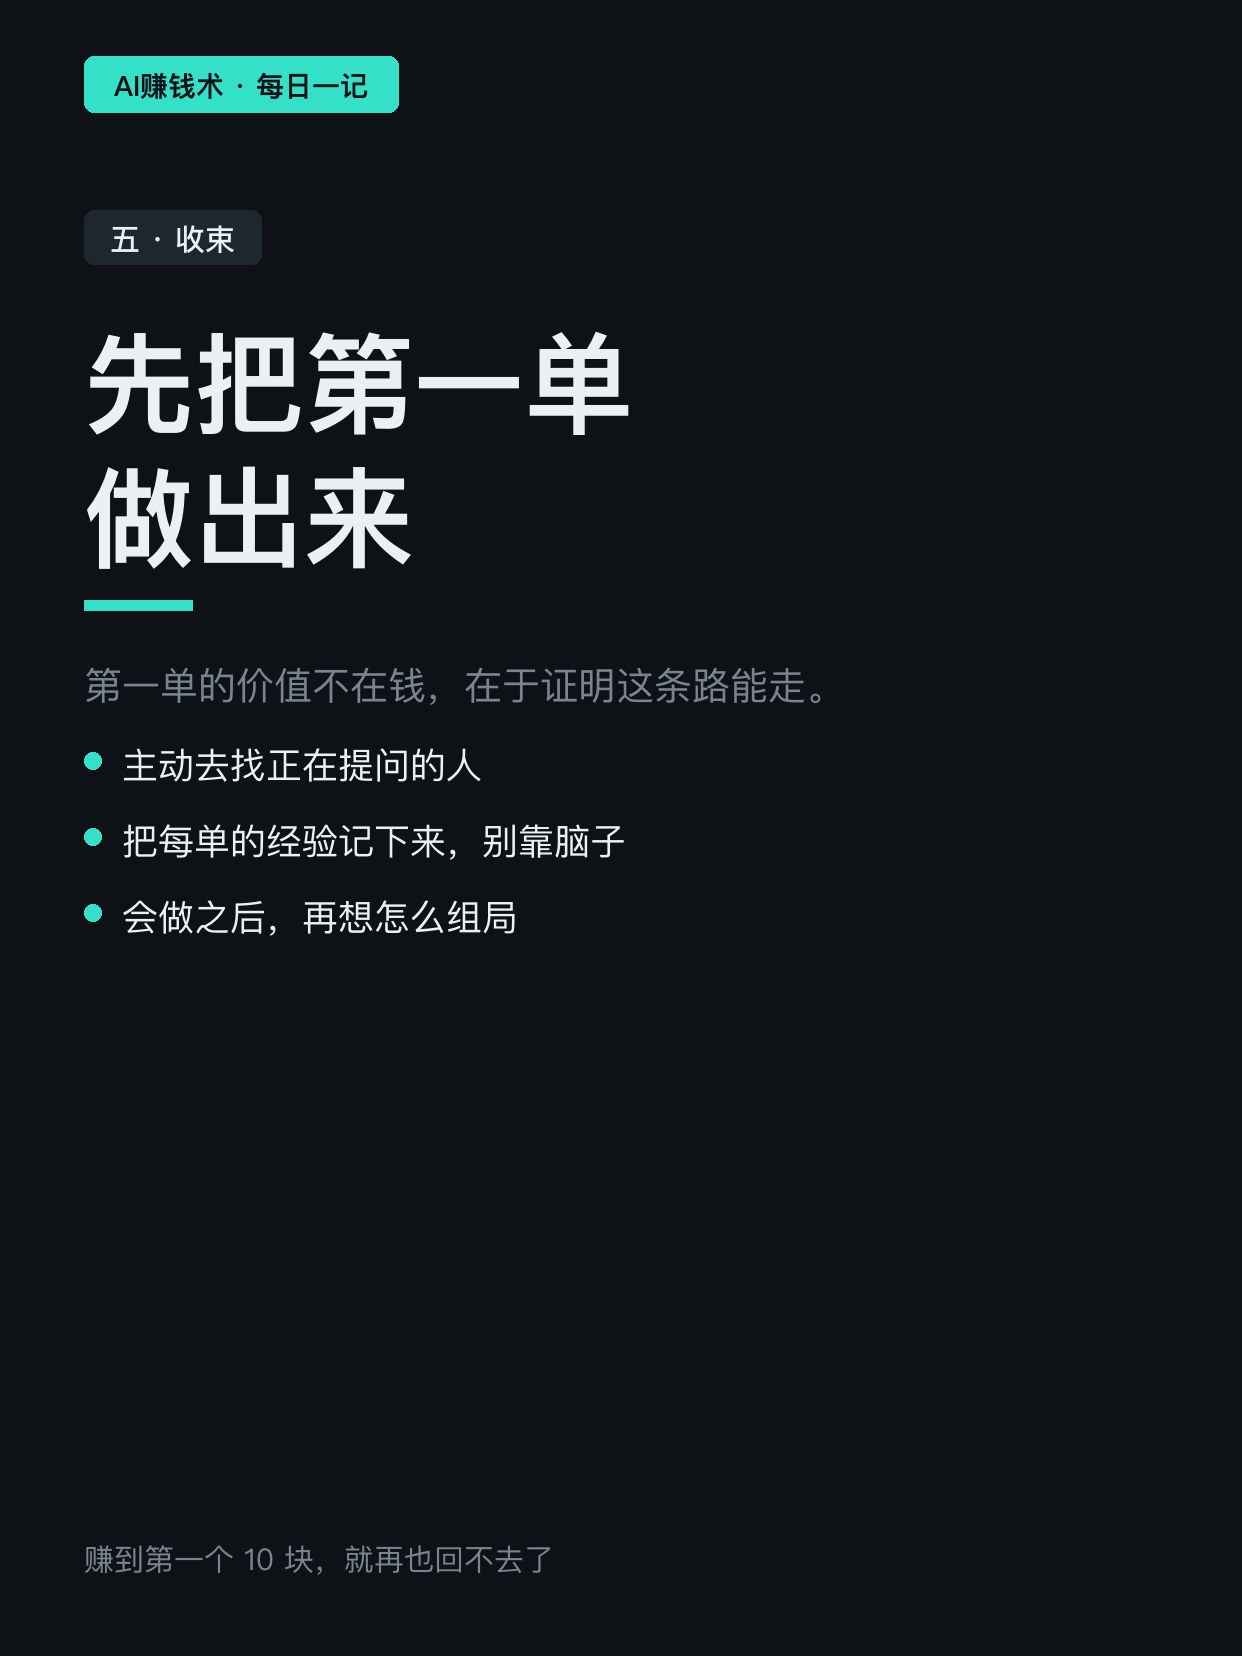 AI赚钱术 · 每日一记
五 · 收束
先把第一单
做出来
第一单的价值不在钱，在于证明这条路能走。
主动去找正在提问的人
把每单的经验记下来，别靠脑子
会做之后，再想怎么组局
赚到第一个 10 块，就再也回不去了